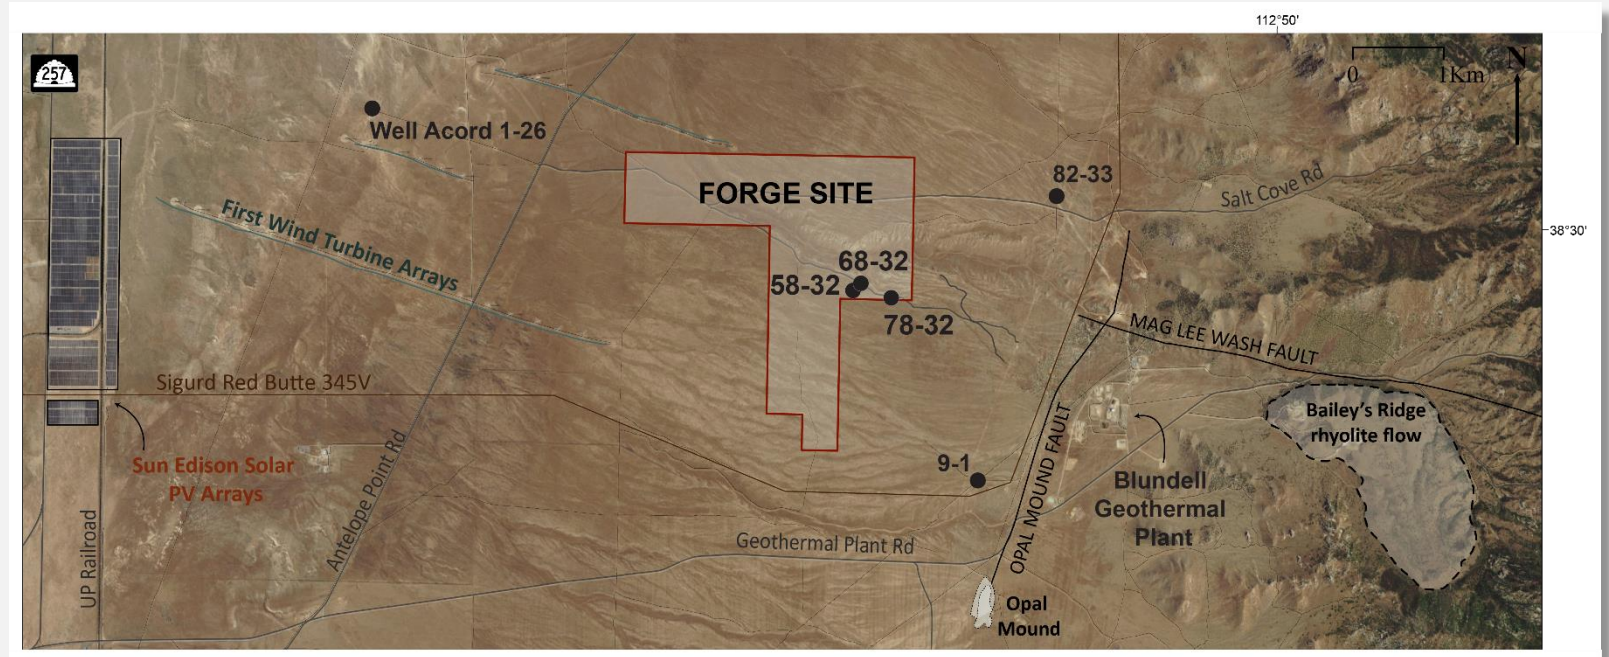 112°50'
257
0
1Km
N
Well Acord 1-26
FORGE SITE
82-33
Salt Cove Rd
First Wind Turbine Arrays
38°30'
68-32
58-32
78-32
MAG LEE WASH FAULT
Sigurd Red Butte 345V
Bailey's Ridge
rhyolite flow
Sun Edison Solar
PV Arrays
Antelope Point Rd
9-1
OPAL MOUND FAULT
Blundell
Geothermal
Plant
UP Railroad
Geothermal Plant Rd
Opal
Mound